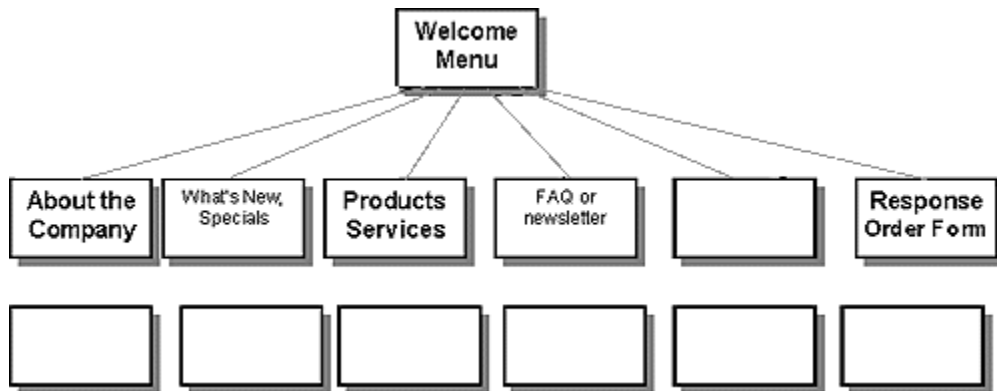 Welcome
Menu
About the
Company
What's New,
Specials
Products
Services
FAQ or
newsletter
Response
Order Form